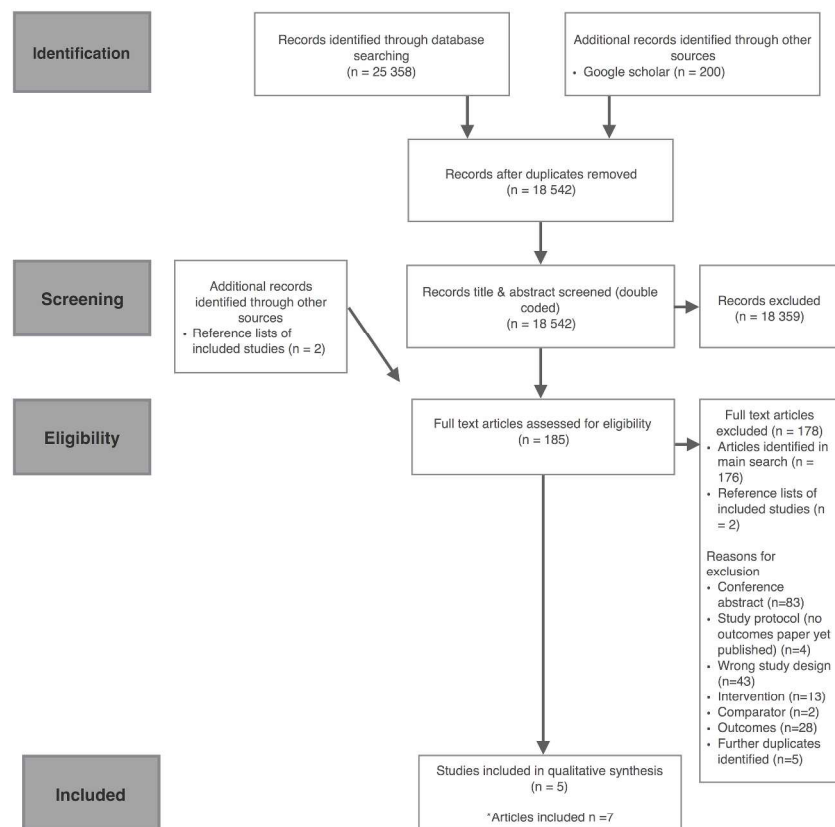 Identification
Records identified through database
searching
(n = 25 358)
Additional records identified through other
sources
• Google scholar (n = 200)
Records after duplicates removed
(n = 18 542)
Screening
Additional records
identified through other
sources
• Reference lists of
included studies (n = 2)
Records title & abstract screened (double
coded)
(n = 18 542)
Records excluded
(n = 18 359)
Eligibility
Full text articles assessed for eligibility
(n = 185)
Full text articles
excluded (n = 178)
• Articles identified in
main search (n =
176)
• Reference lists of
included studies (n
= 2)
Reasons for
exclusion
• Conference
abstract (n=83)
• Study protocol (no
outcomes paper yet
published) (n=4)
• Wrong study design
(n=43)
• Intervention (n=13)
• Comparator (n=2)
• Outcomes (n=28)
• Further duplicates
identified (n=5)
Included
Studies included in qualitative synthesis
(n = 5)
*Articles included n =7